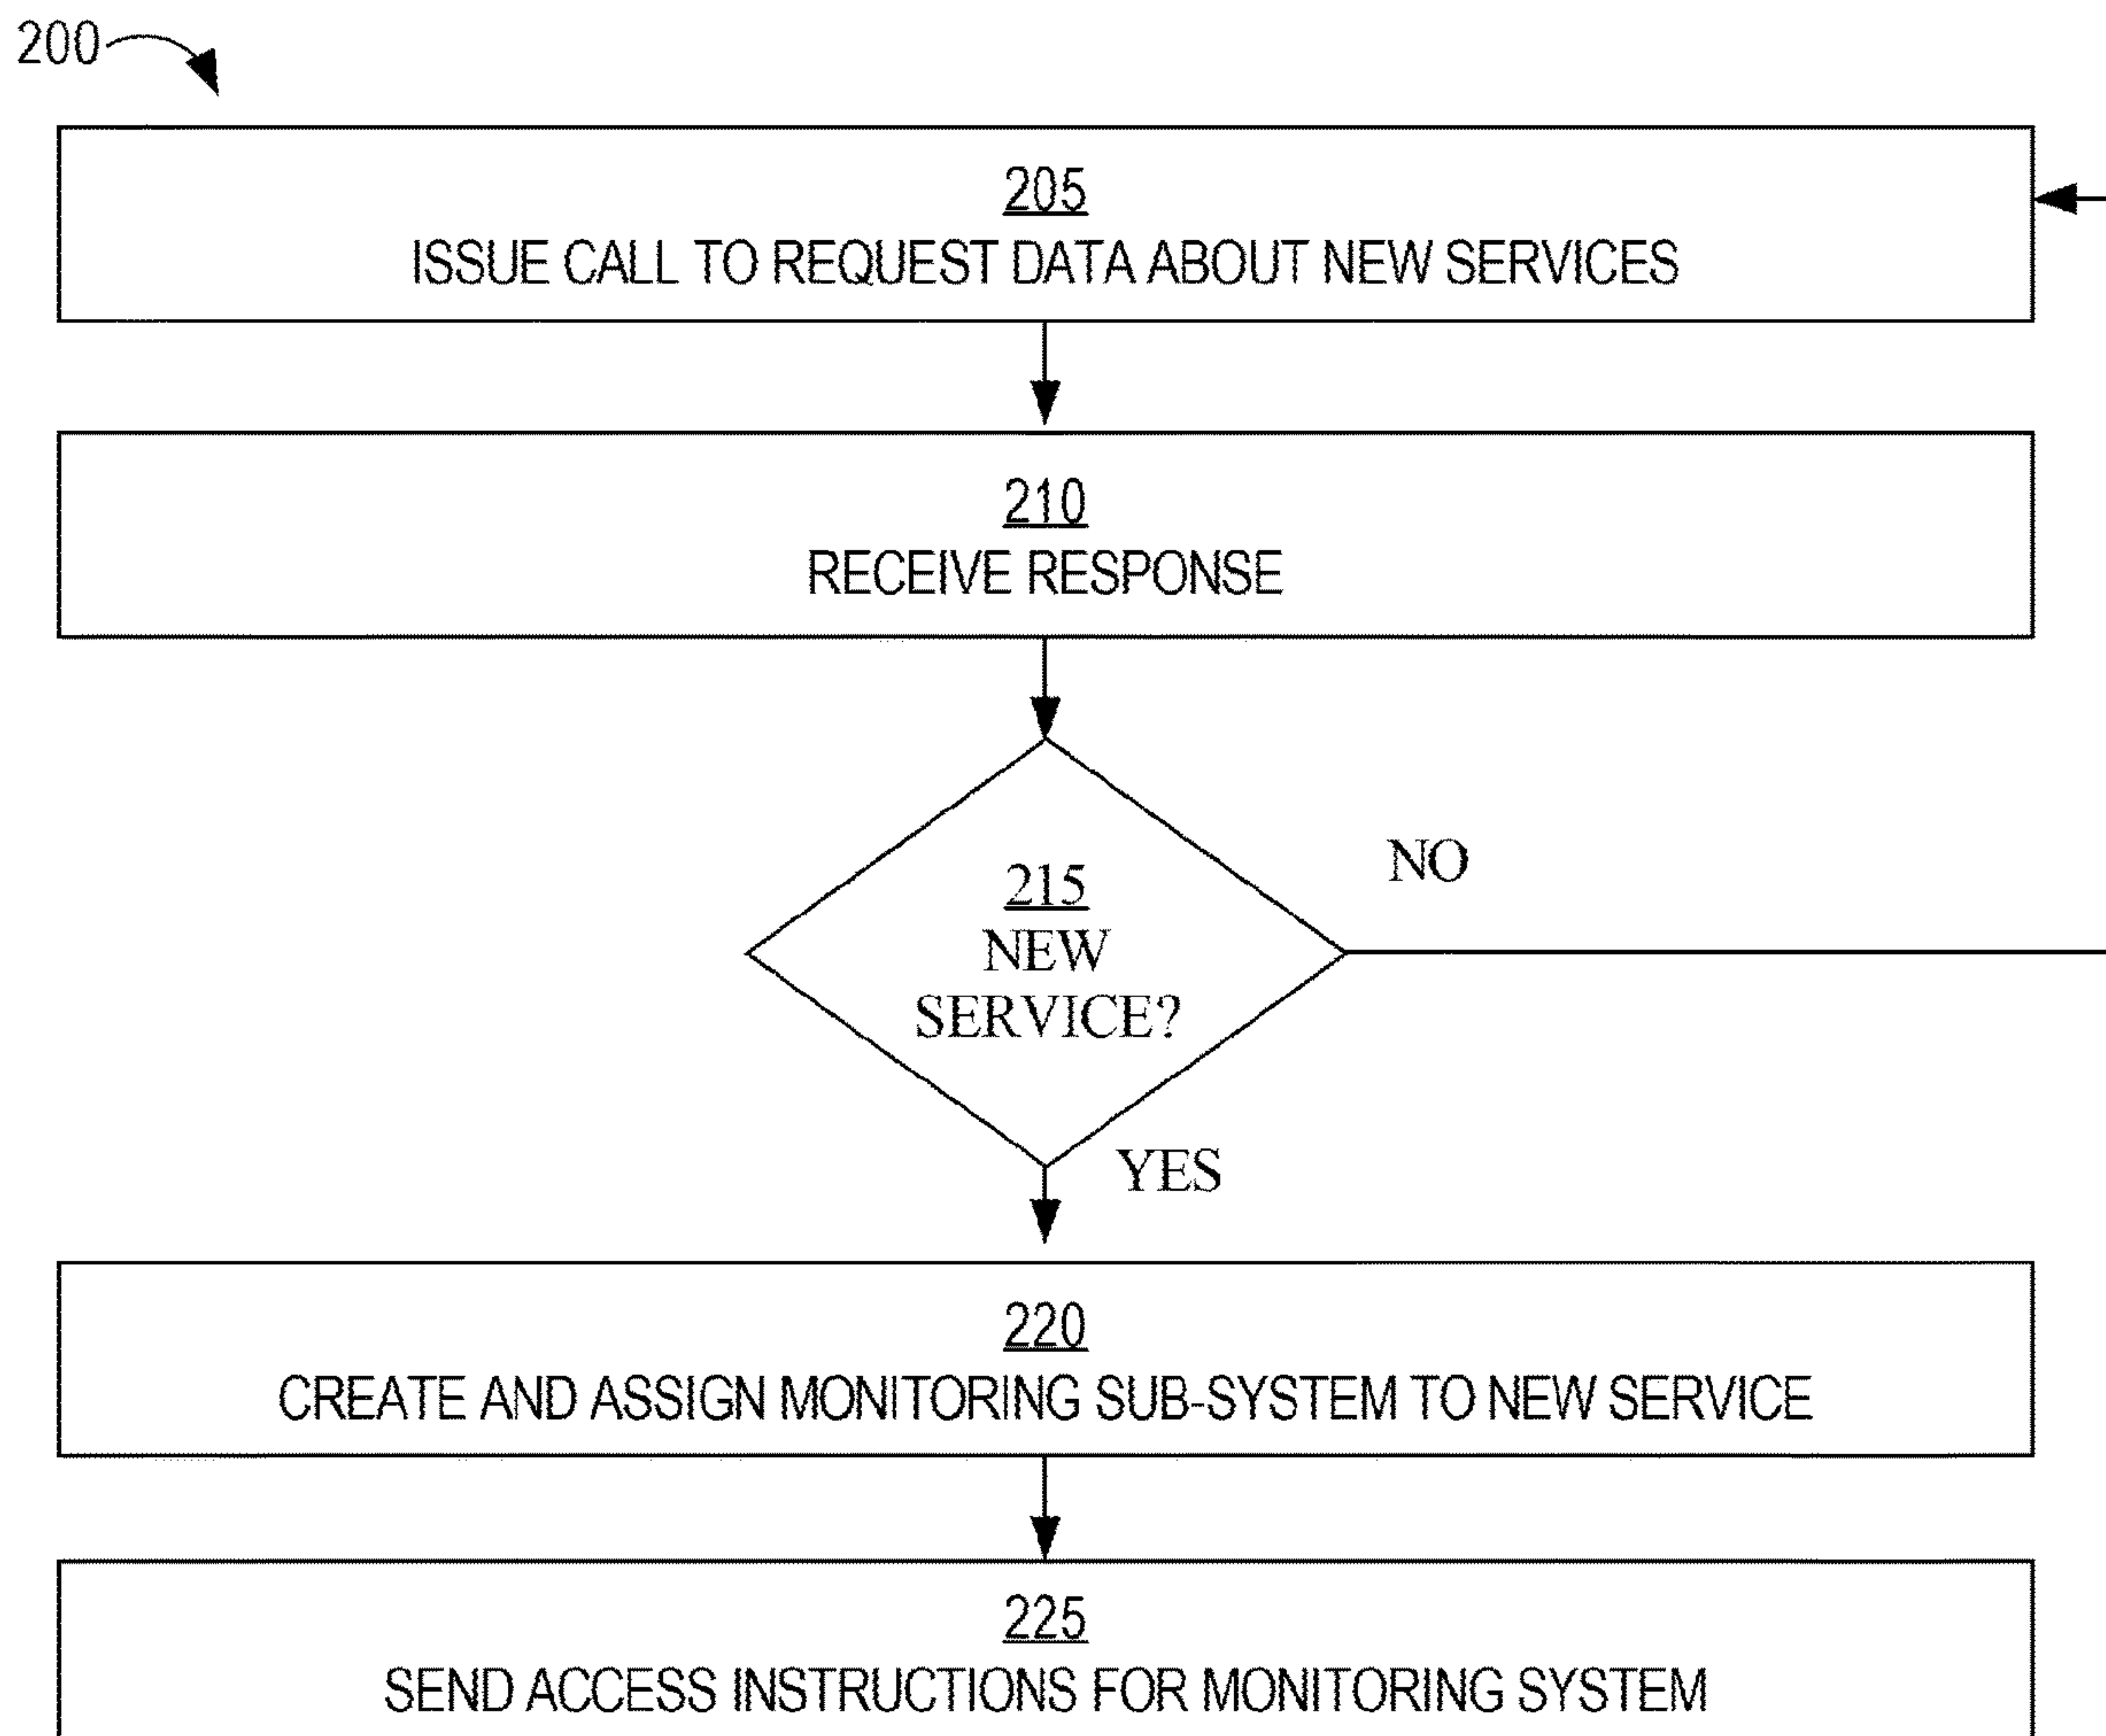 200
205
ISSUE CALL TO REQUEST DATA ABOUT NEW SERVICES
210
RECEIVE RESPONSE
215
NEW
SERVICE?
NO
YES
220
CREATE AND ASSIGN MONITORING SUB-SYSTEM TO NEW SERVICE
225
SEND ACCESS INSTRUCTIONS FOR MONITORING SYSTEM